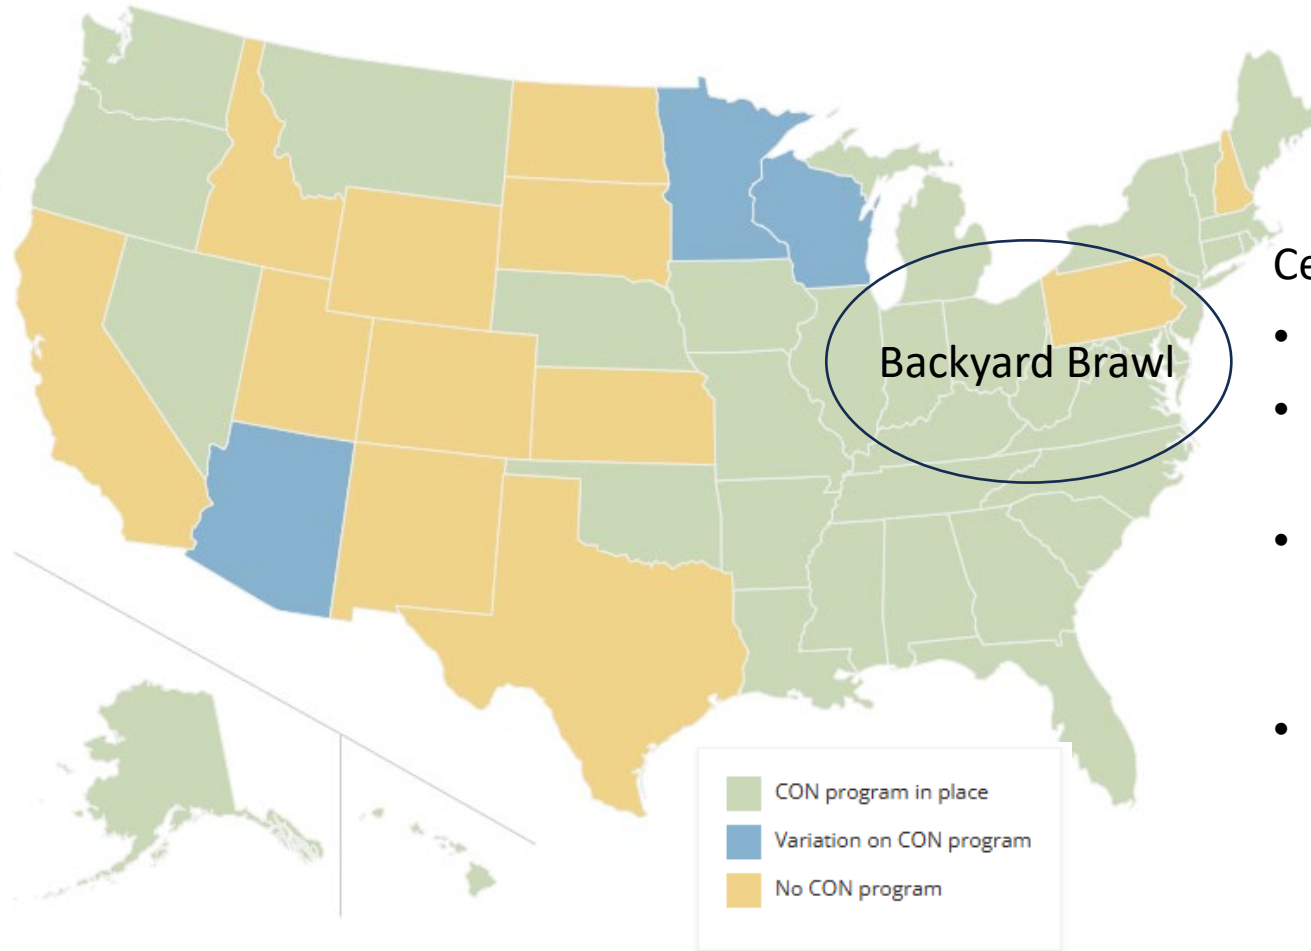 Backyard Brawl
Ce
•
•
•
•
CON program in place
Variation on CON program
No CON program